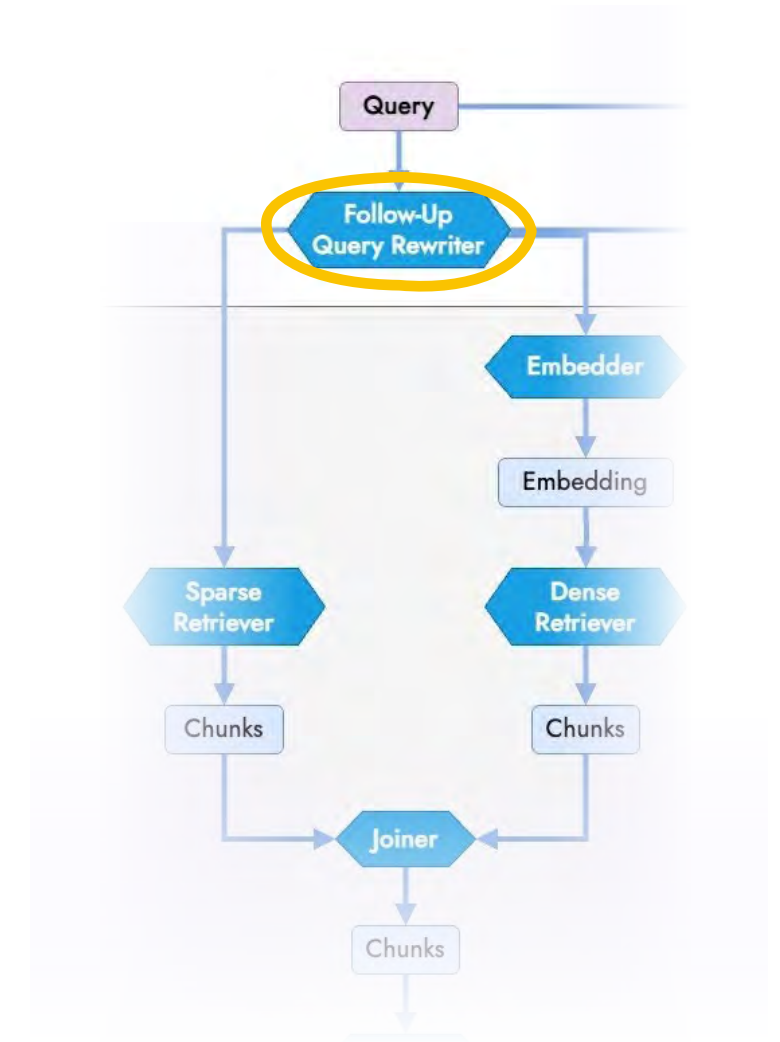 Query
Follow-Up
Query Rewriter
Embedder
Embedding
Sparse
Retriever
Dense
Retriever
Chunks
Chunks
Joiner
Chunks